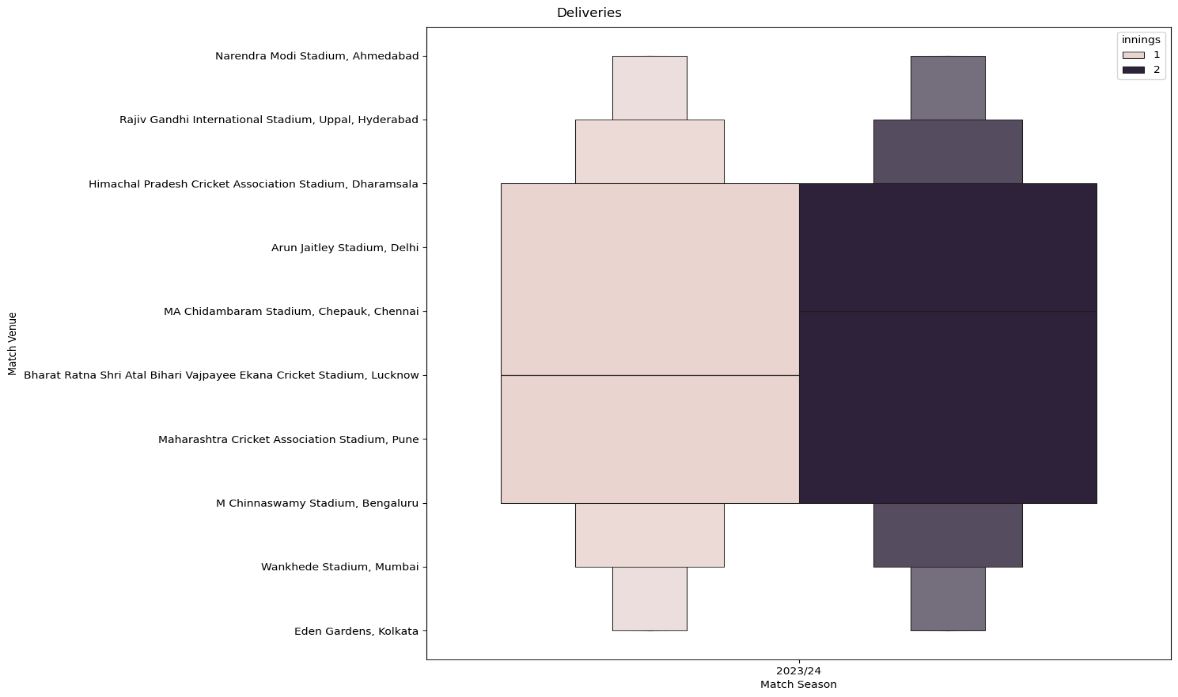 Deliveries
innings
1
2
Narendra Modi Stadium, Ahmedabad
Rajiv Gandhi International Stadium, Uppal, Hyderabad
Himachal Pradesh Cricket Association Stadium, Dharamsala
Arun Jaitley Stadium, Delhi
MA Chidambaram Stadium, Chepauk, Chennai
Bharat Ratna Shri Atal Bihari Vajpayee Ekana Cricket Stadium, Lucknow
Maharashtra Cricket Association Stadium, Pune
M Chinnaswamy Stadium, Bengaluru
Wankhede Stadium, Mumbai
Eden Gardens, Kolkata
Match Venue
2023/24
Match Season